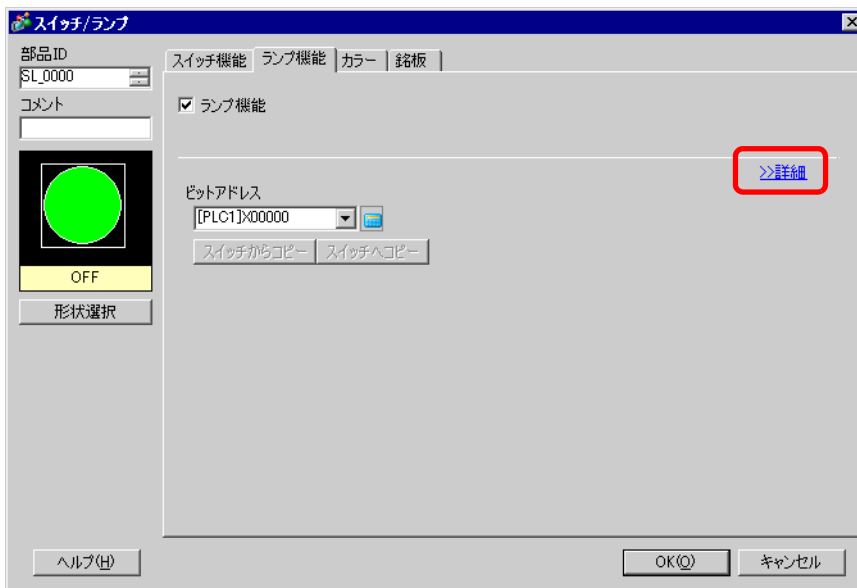 スイッチ/ランプ
部品ID
SL_0000
コメント
OFF
形状選択
スイッチ機能 ランプ機能 カラー 銘板
ランプ機能
>>詳細
ビットアドレス
[PLC1]X00000
スイッチからコピー スイッチへコピー
ヘルプ(H) OK(O) キャンセル